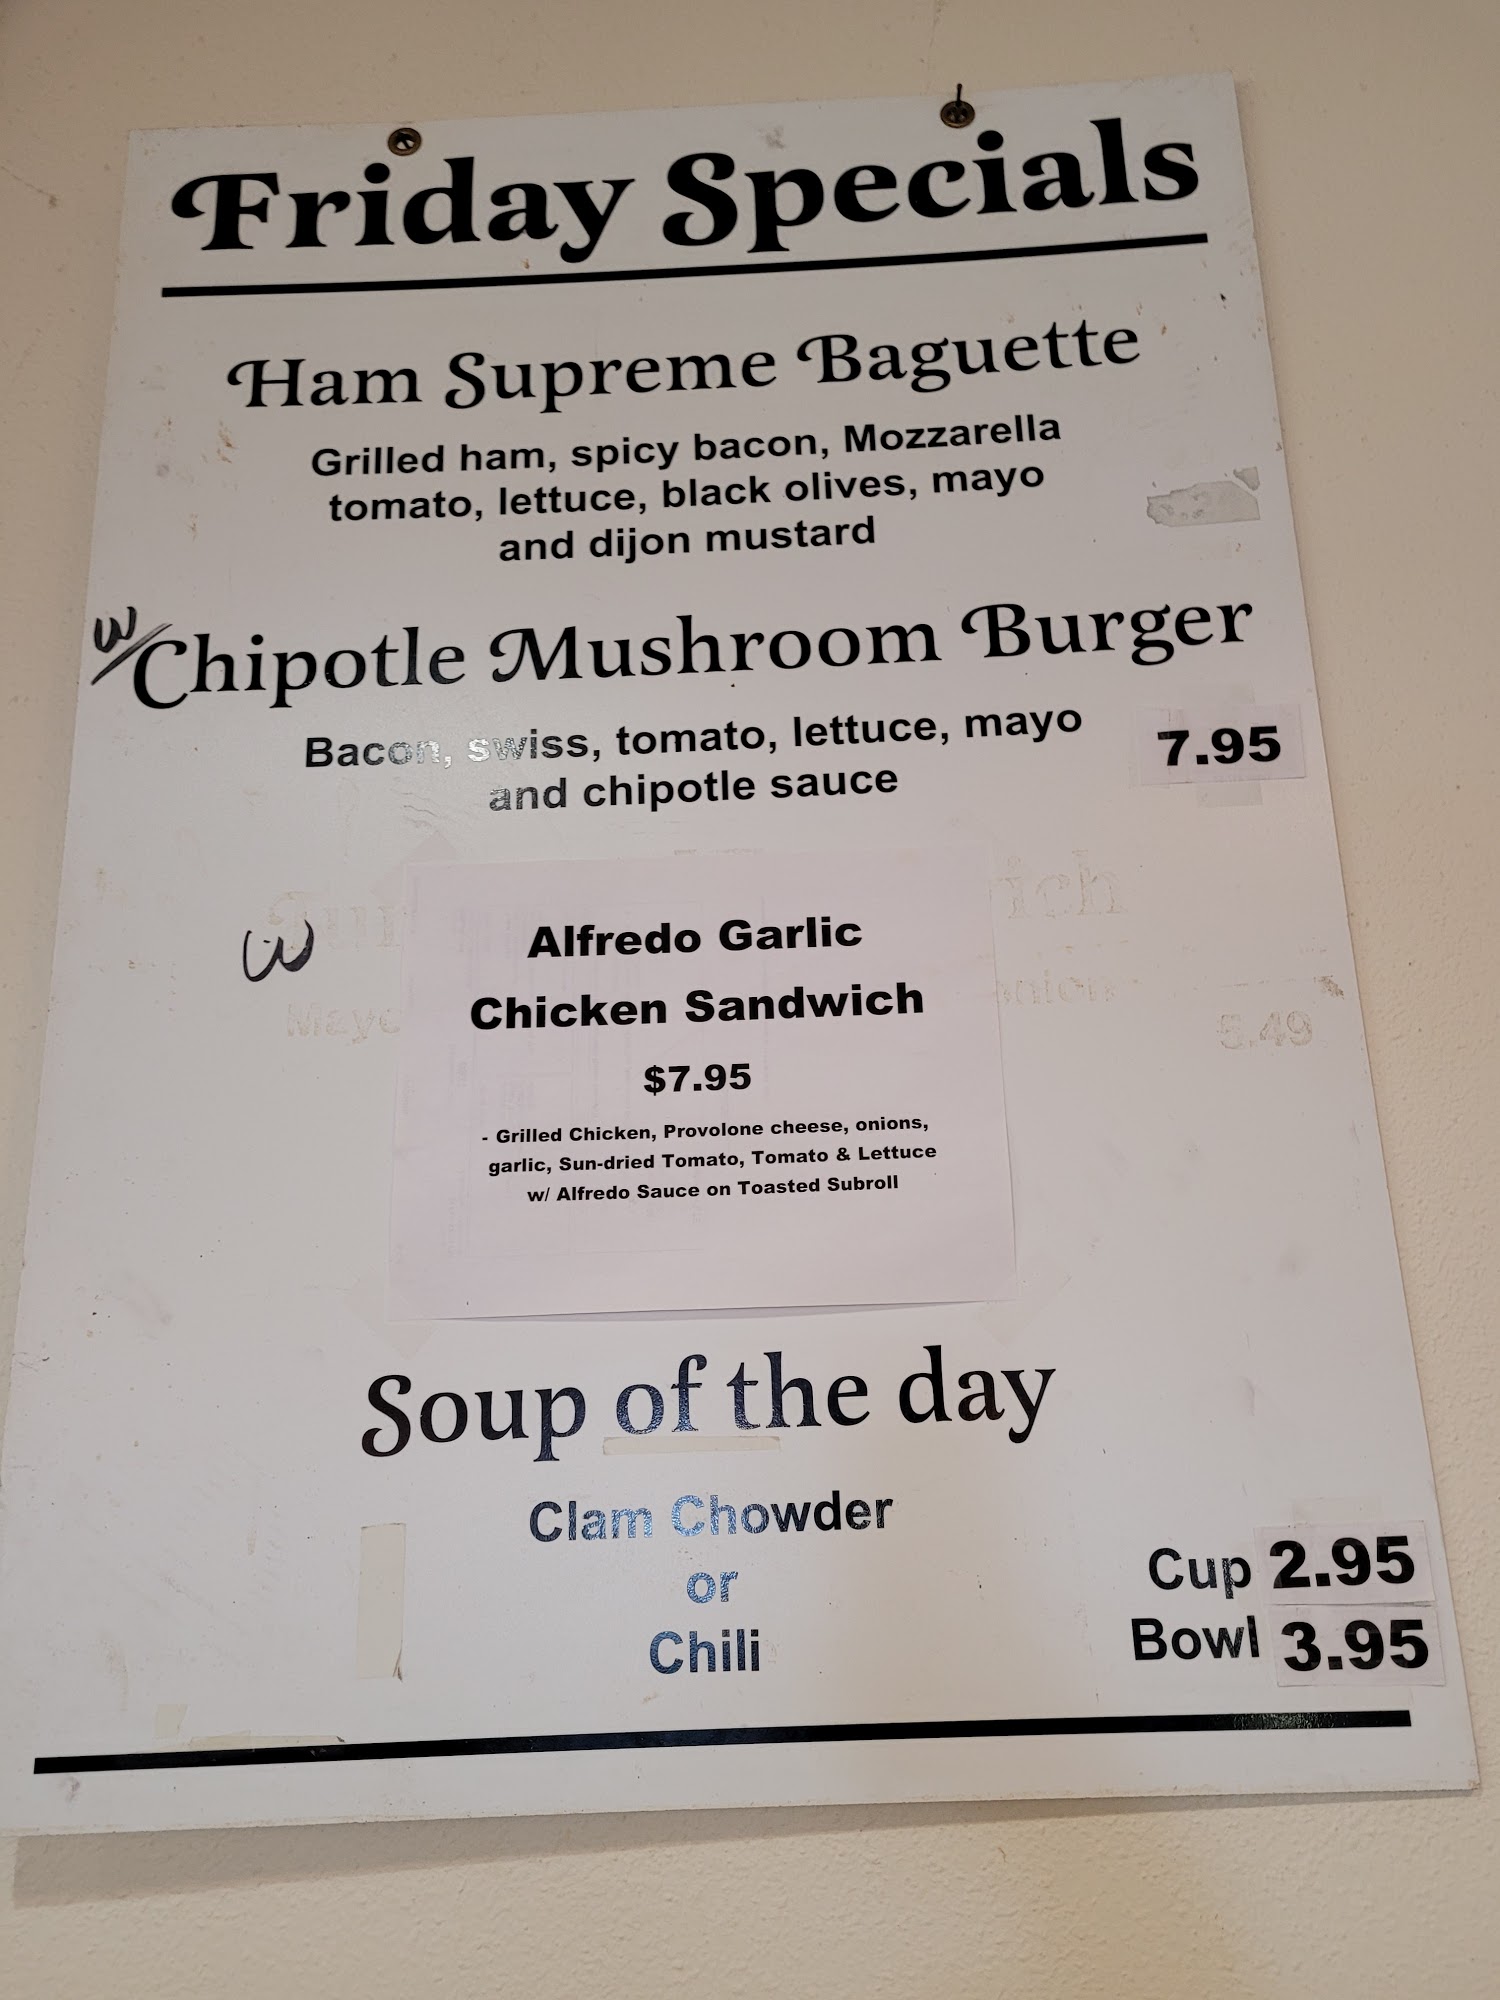 Friday Specials
Ham Supreme Baguette
Grilled ham, spicy bacon, Mozzarella
tomato, lettuce, black olives, mayo
and dijon mustard
w/Chipotle Mushroom Burger
Bacon, swiss, tomato, lettuce, mayo
and chipotle sauce
7.95
W
Alfredo Garlic
Chicken Sandwich
$7.95
- Grilled Chicken, Provolone cheese, onions,
garlic, Sun-dried Tomato, Tomato & Lettuce
w/ Alfredo Sauce on Toasted Subroll
Soup of the day
Clam Chowder
or
Chili
Cup 2.95
Bowl 3.95